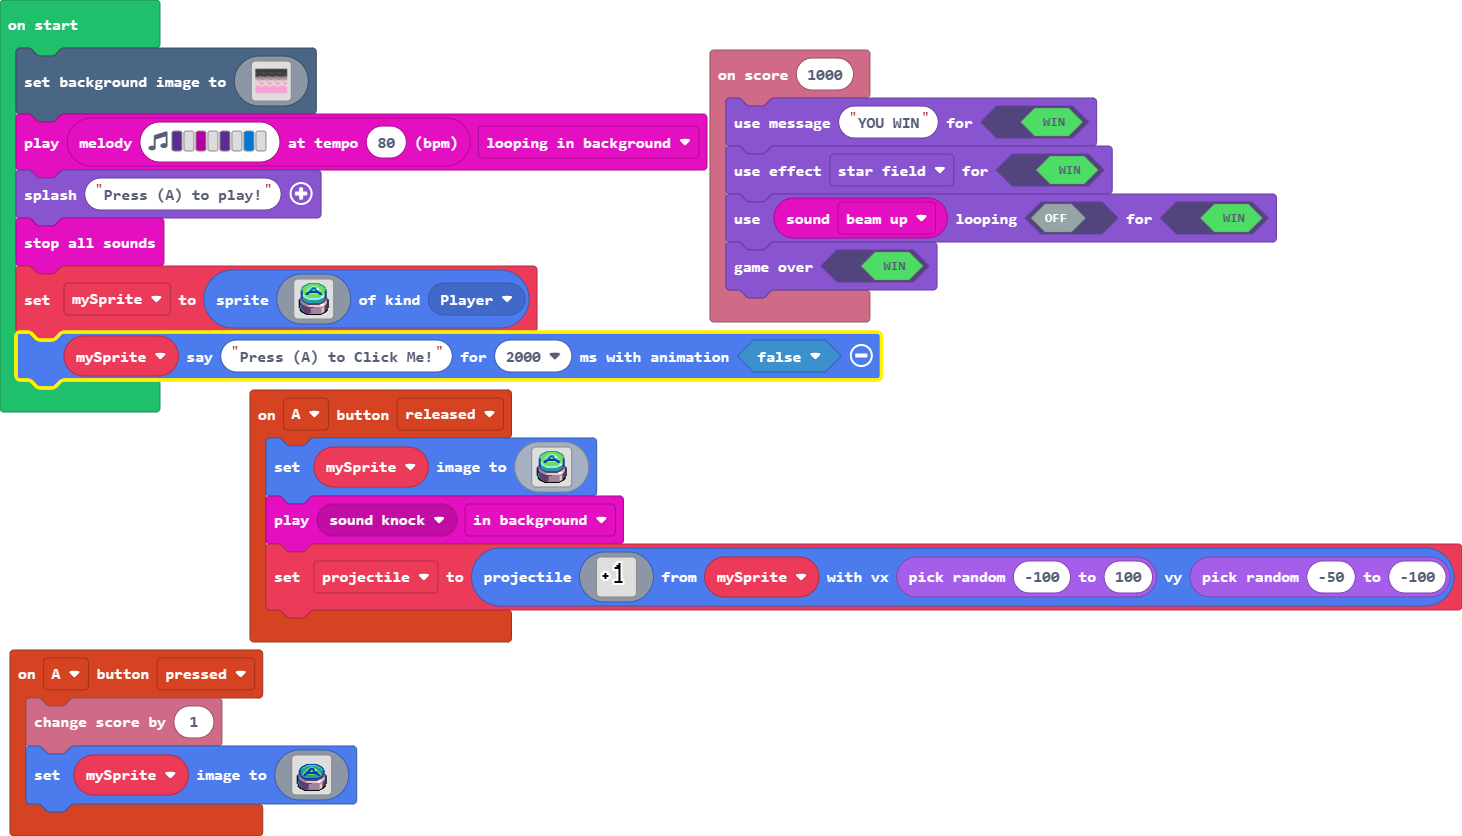 on start
set background image to
play melody at tempo 80 (bpm) looping in background
splash "Press (A) to play!"
stop all sounds
set mySprite to sprite of kind Player
mySprite say "Press (A) to Click Me!" for 2000 ms with animation false
on score 1000
use message "YOU WIN" for WIN
use effect star field for WIN
use sound beam up looping OFF for WIN
game over WIN
on A button released
set mySprite image to
play sound knock in background
set projectile to projectile +1 from mySprite with vx pick random -100 to 100 vy pick random -50 to -100
on A button pressed
change score by 1
set mySprite image to